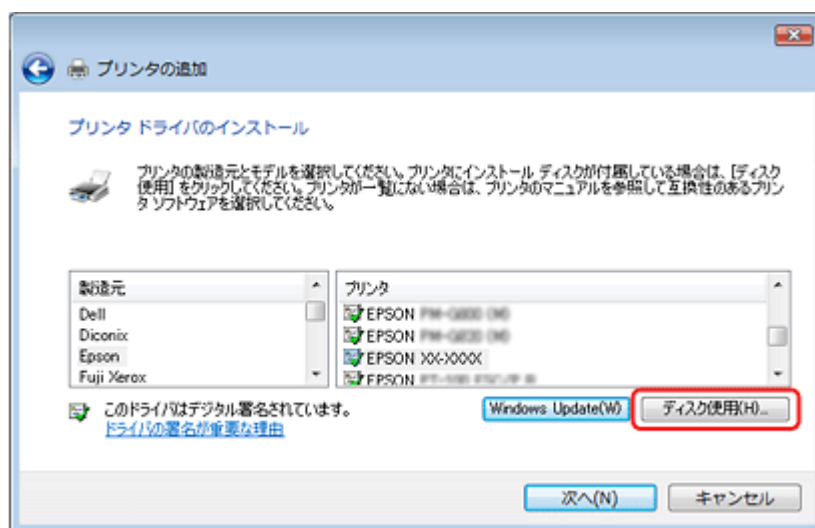 プリンタの追加
プリンタ ドライバのインストール
プリンタの製造元とモデルを選択してください。プリンタにインストール ディスクが付属している場合は、[ディスク
使用] をクリックしてください。プリンタが一覧にない場合は、プリンタのマニュアルを参照して互換性のあるプリン
タ ソフトウェアを選択してください。
製造元
Dell
Diconix
Epson
Fuji Xerox
プリンタ
EPSON
EPSON
EPSON XX-XXXX
EPSON
このドライバはデジタル署名されています。
ドライバの署名が重要な理由
Windows Update(W)
ディスク使用(H)...
次へ(N)
キャンセル